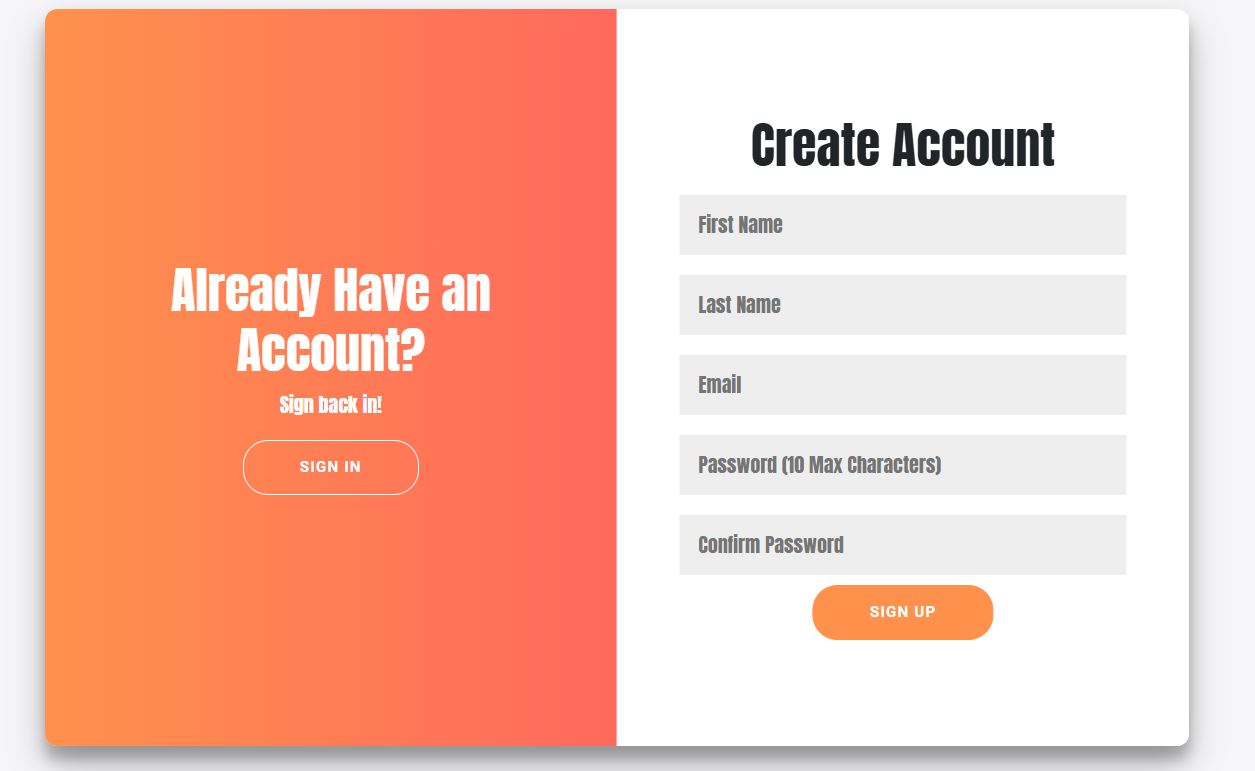 Already Have an
Account?
Sign back in!
SIGN IN
Create Account
First Name
Last Name
Email
Password (10 Max Characters)
Confirm Password
SIGN UP